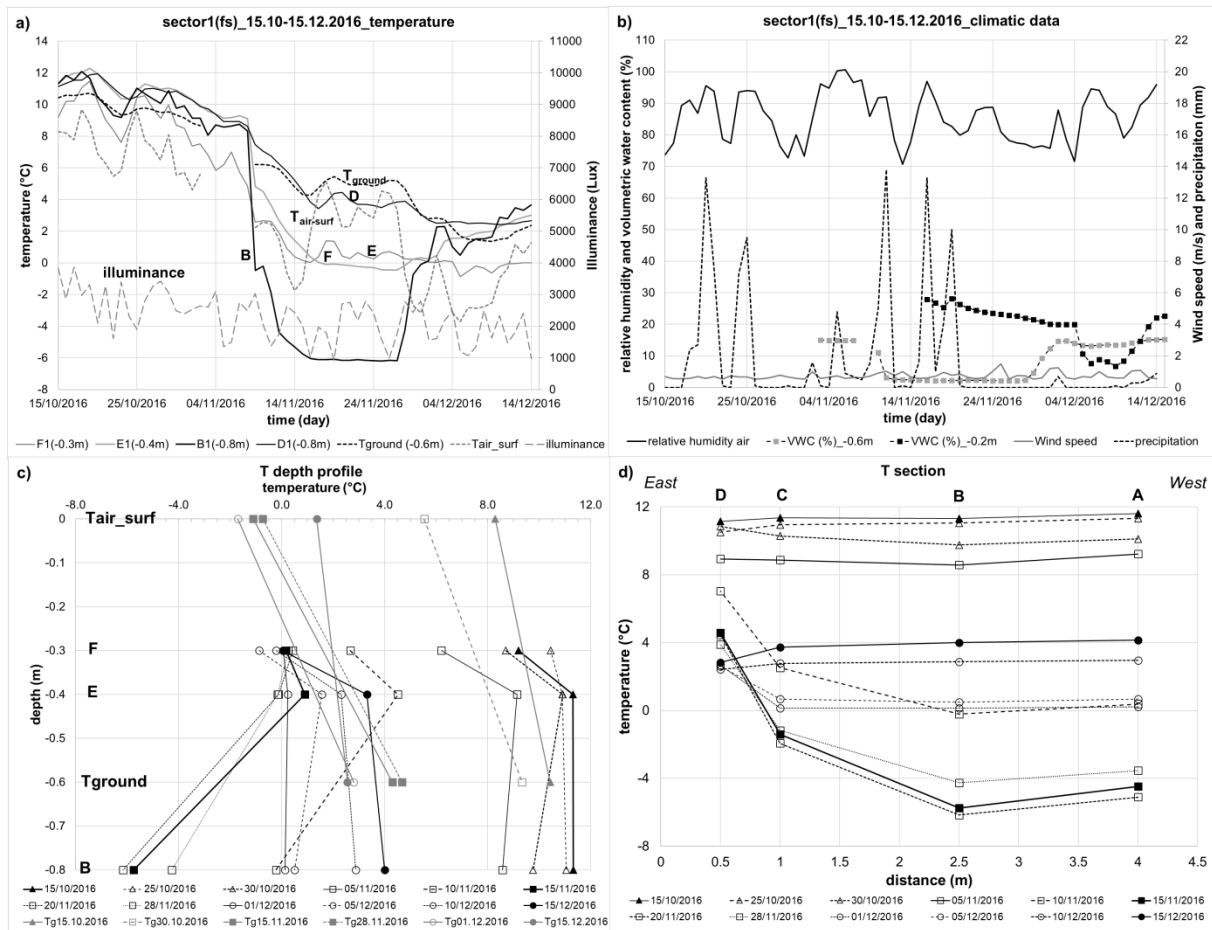 a) sector1(fs)_15.10-15.12.2016_temperature
temperature (°C)
14
12
10
8
6
4
2
0
-2
-4
-6
-8
11000
10000
9000
8000
7000
6000
5000
4000
3000
2000
1000
0
Illuminance (Lux)
Tground
D
Tair-surf
B
F
E
illuminance
15/10/2016 25/10/2016 04/11/2016 14/11/2016 24/11/2016 04/12/2016 14/12/2016
time (day)
F1(-0.3m) E1(-0.4m) B1(-0.8m) D1(-0.8m) Tground (-0.6m) Tair_surf illuminance
b) sector1(fs)_15.10-15.12.2016_climatic data
relative humidity and volumetric water content (%)
110
100
90
80
70
60
50
40
30
20
10
0
22
20
18
16
14
12
10
8
6
4
2
0
Wind speed (m/s) and precipitaiton (mm)
15/10/2016 25/10/2016 04/11/2016 14/11/2016 24/11/2016 04/12/2016 14/12/2016
time (day)
relative humidity air VWC (%)_-0.6m VWC (%)_-0.2m Wind speed precipitation
c) T depth profile
temperature (°C)
-8.0 -4.0 0.0 4.0 8.0 12.0
depth (m)
0
-0.1
-0.2
-0.3
-0.4
-0.5
-0.6
-0.7
-0.8
Tair_surf
F
E
Tground
B
15/10/2016 25/10/2016 30/10/2016 05/11/2016 10/11/2016 15/11/2016
20/11/2016 28/11/2016 01/12/2016 05/12/2016 10/12/2016 15/12/2016
Tg15.10.2016 Tg30.10.2016 Tg15.11.2016 Tg28.11.2016 Tg01.12.2016 Tg15.12.2016
d) T section
East West
D C B A
temperature (°C)
12
8
4
0
-4
-8
0 0.5 1 1.5 2 2.5 3 3.5 4 4.5
distance (m)
15/10/2016 25/10/2016 30/10/2016 05/11/2016 10/11/2016 15/11/2016
20/11/2016 28/11/2016 01/12/2016 05/12/2016 10/12/2016 15/12/2016